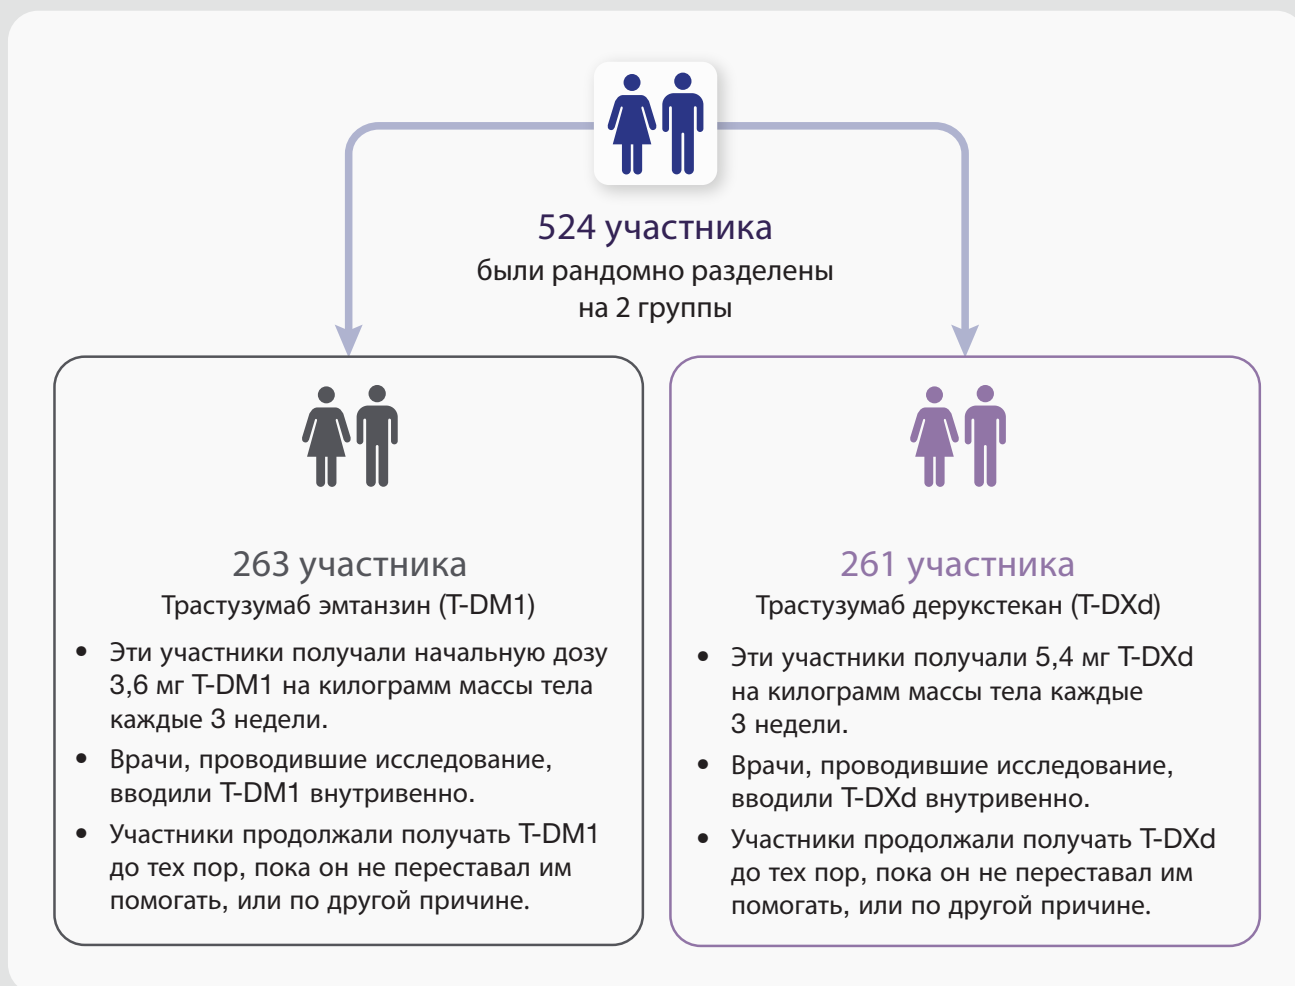 524 участника
были рандомно разделены
на 2 группы
263 участника
Трастузумаб эмтанзин (T-DM1)
• Эти участники получали начальную дозу
3,6 мг T-DM1 на килограмм массы тела
каждые 3 недели.
• Врачи, проводившие исследование,
вводили T-DM1 внутривенно.
• Участники продолжали получать T-DM1
до тех пор, пока он не переставал им
помогать, или по другой причине.
261 участника
Трастузумаб дерукстекан (T-DXd)
• Эти участники получали 5,4 мг T-DXd
на килограмм массы тела каждые
3 недели.
• Врачи, проводившие исследование,
вводили T-DXd внутривенно.
• Участники продолжали получать T-DXd
до тех пор, пока он не переставал им
помогать, или по другой причине.